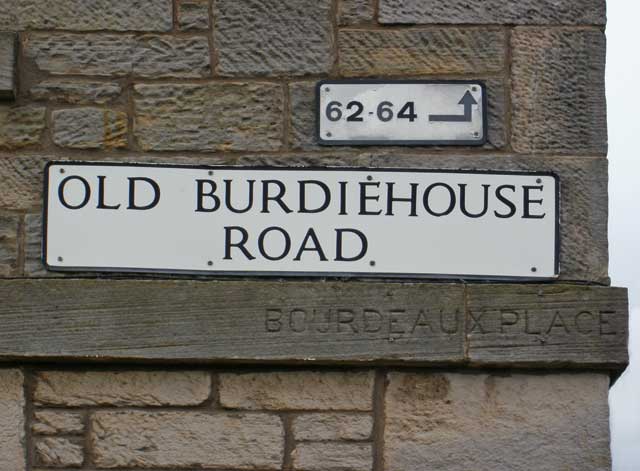 62-64
OLD BURDIEHOUSE
ROAD
BOURDEAUX PLACE